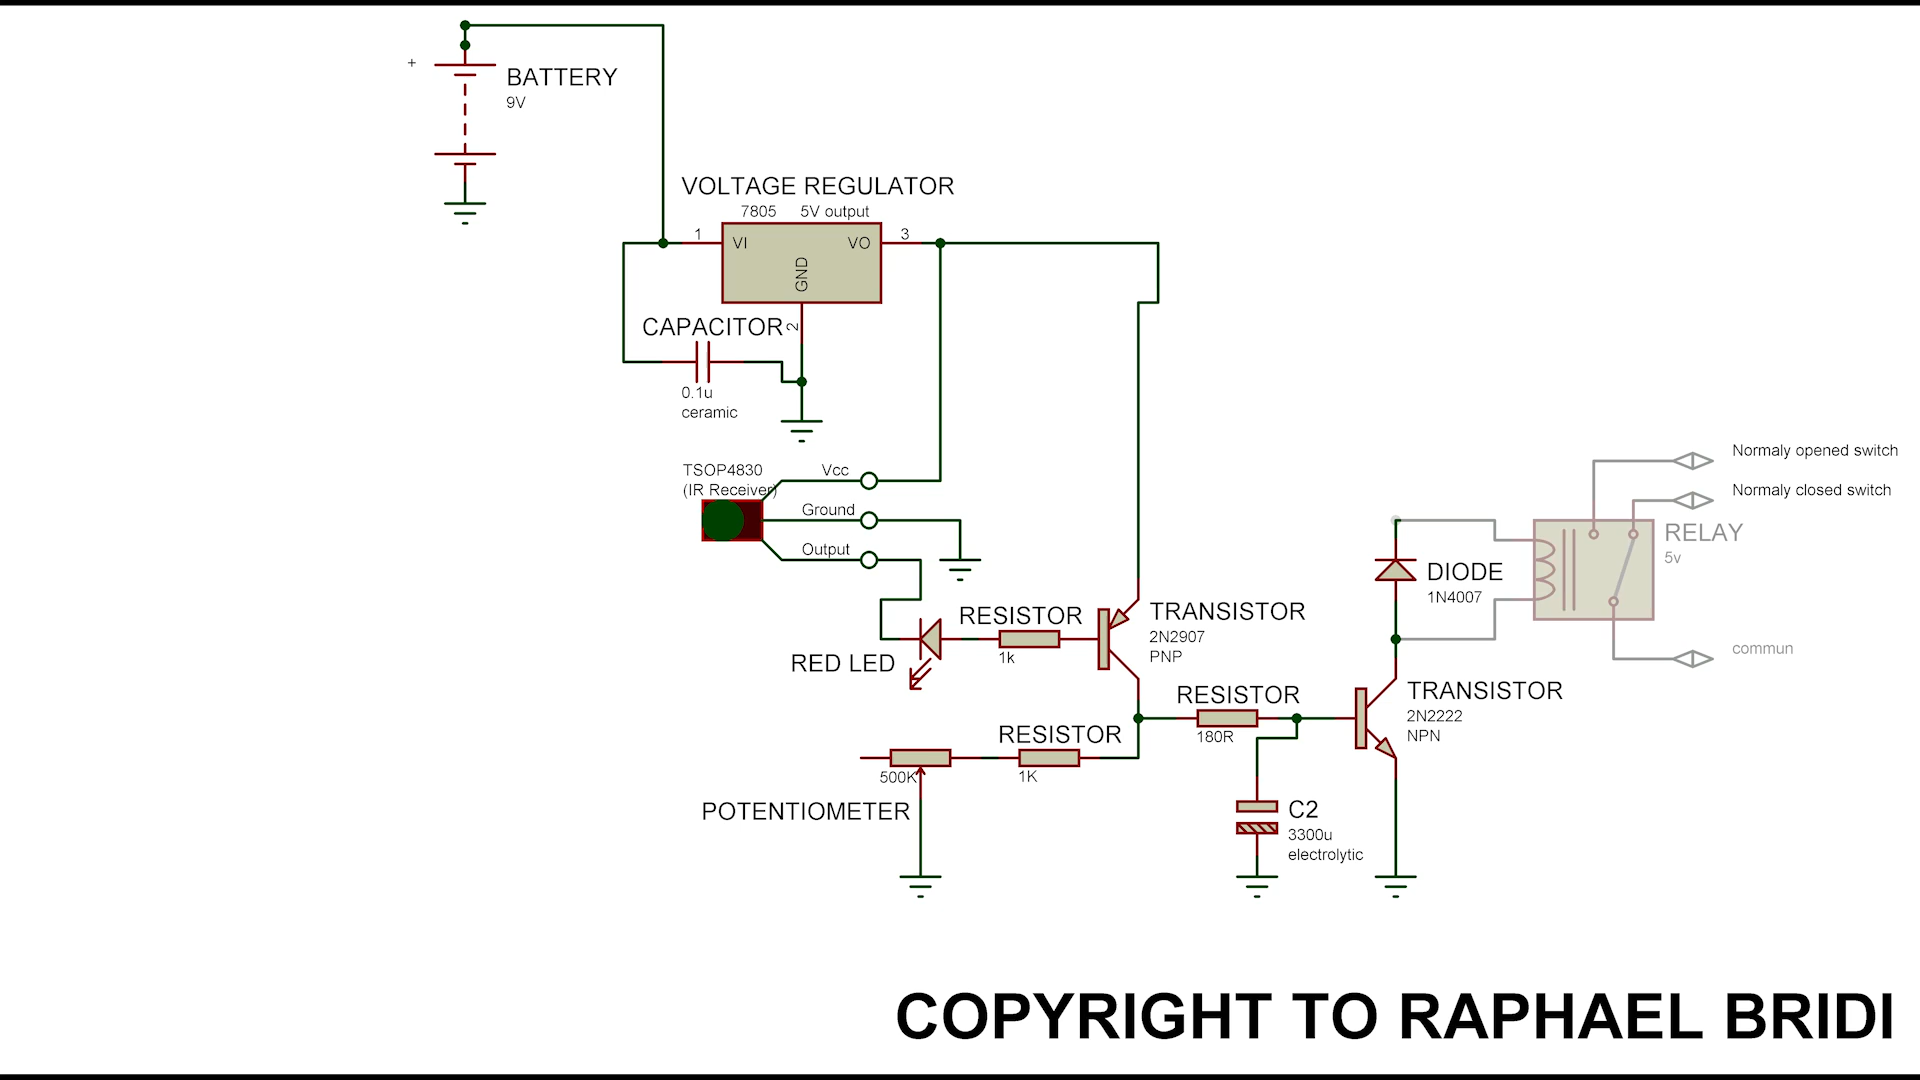 +
BATTERY
9V
VOLTAGE REGULATOR
7805 5V output
1 VI VO 3
GND
2
CAPACITOR
0.1u
ceramic
TSOP4830
(IR Receiver)
Vcc
Ground
Output
RED LED
RESISTOR
1k
TRANSISTOR
2N2907
PNP
RESISTOR
180R
RESISTOR
1K
500K
POTENTIOMETER
C2
3300u
electrolytic
TRANSISTOR
2N2222
NPN
DIODE
1N4007
RELAY
5v
Normaly opened switch
Normaly closed switch
commun
COPYRIGHT TO RAPHAEL BRIDI